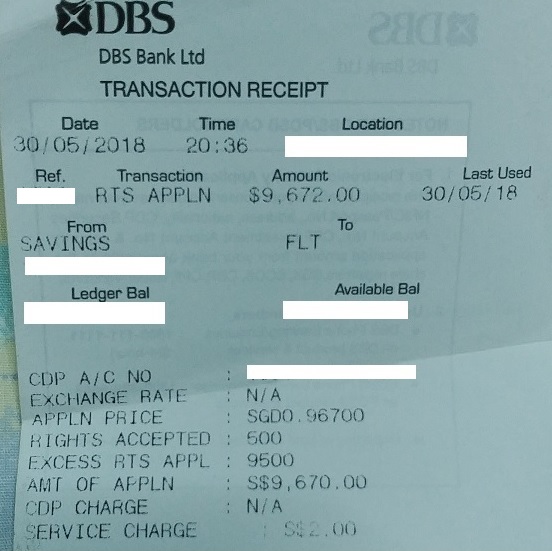 DBS
DBS Bank Ltd
TRANSACTION RECEIPT
Date Time Location
30/05/2018 20:36
Ref. Transaction Amount Last Used
RTS APPLN $9,672.00 30/05/18
From To
SAVINGS FLT
Ledger Bal Available Bal
CDP A/C NO :
EXCHANGE RATE : N/A
APPLN PRICE : SGD0.96700
RIGHTS ACCEPTED : 500
EXCESS RTS APPL : 9500
AMT OF APPLN : S$9,670.00
CDP CHARGE : N/A
SERVICE CHARGE : S$2.00